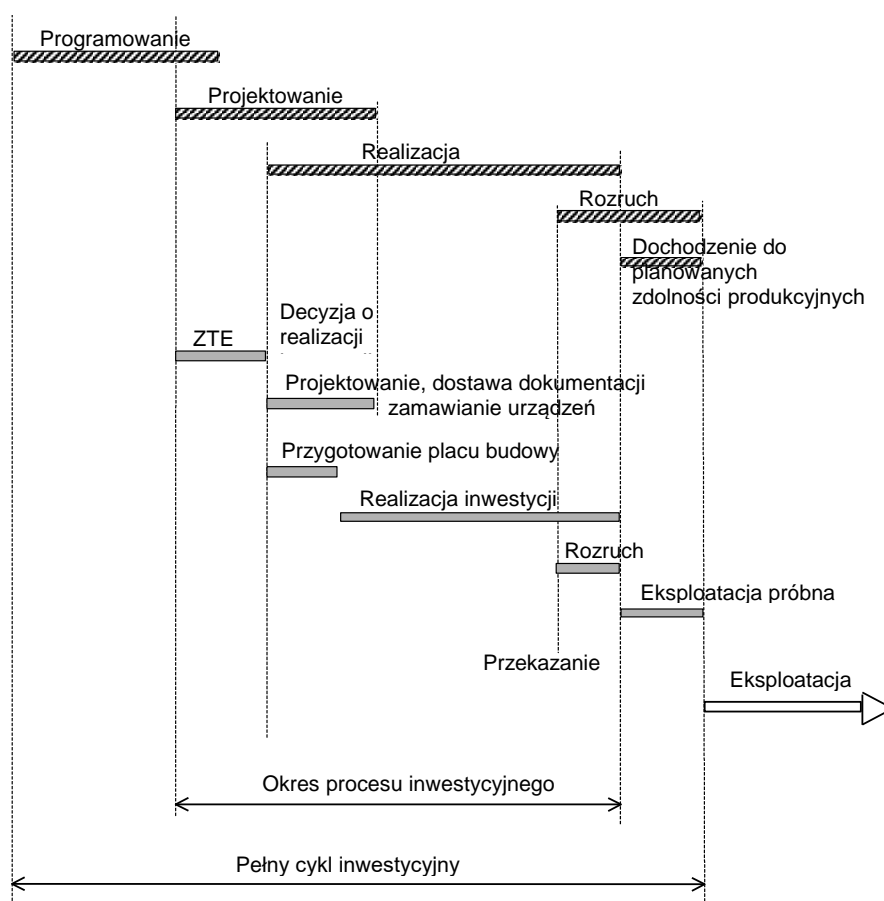 Programowanie
Projektowanie
Realizacja
Rozruch
Dochodzenie do
planowanych
zdolności produkcyjnych
Decyzja o
realizacji
ZTE
Projektowanie, dostawa dokumentacji
zamawianie urządzeń
Przygotowanie placu budowy
Realizacja inwestycji
Rozruch
Eksploatacja próbna
Przekazanie
Eksploatacja
Okres procesu inwestycyjnego
Pełny cykl inwestycyjny